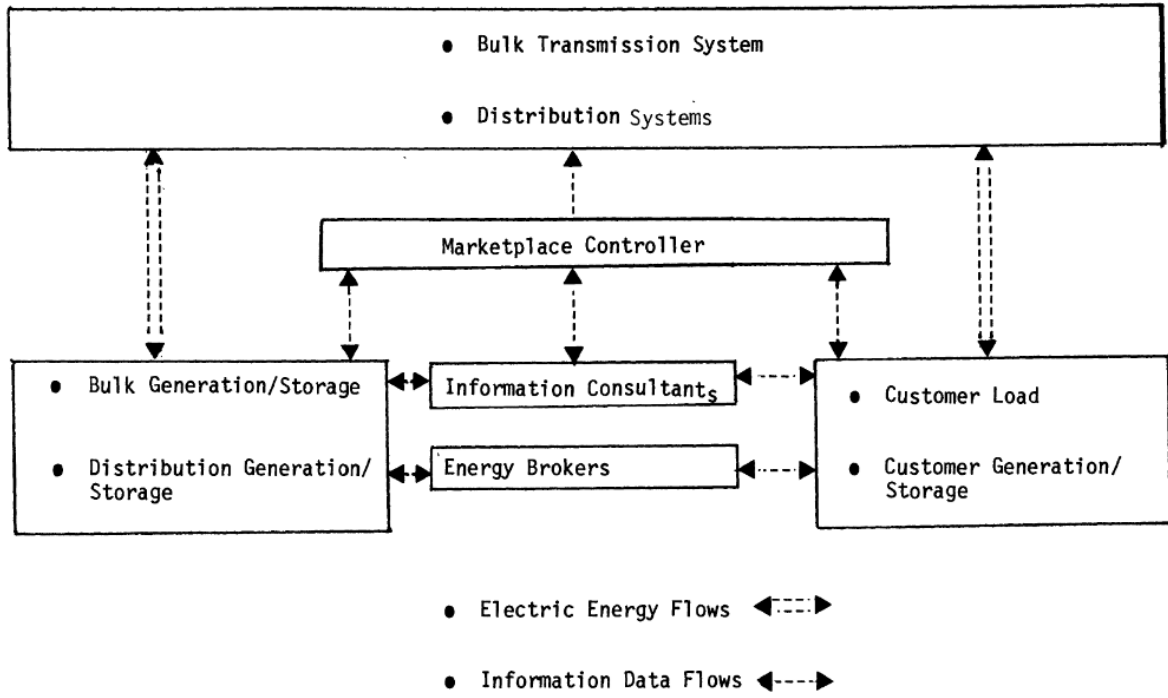 ● Bulk Transmission System
● Distribution Systems
Marketplace Controller
● Bulk Generation/Storage
● Distribution Generation/
Storage
Information Consultants
Energy Brokers
● Customer Load
● Customer Generation/
Storage
● Electric Energy Flows
● Information Data Flows